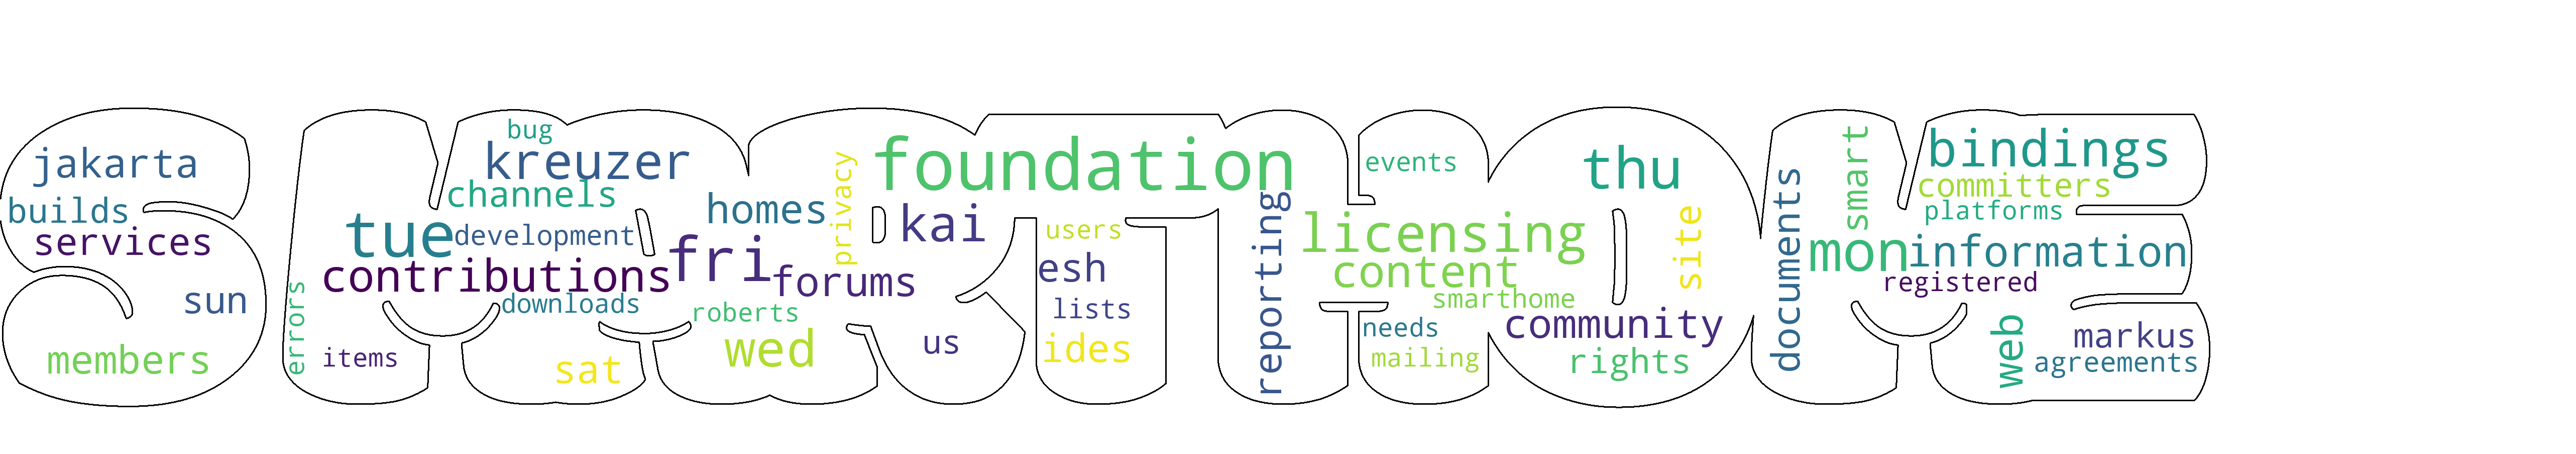 jakarta
builds
services
sun
members
errors
items
bug
kreuzer
channels
tue
development
contributions
downloads
sat
homes
privacy
fri
forums
roberts
wed
foundation
kai
us
users
esh
lists
ides
reporting
events
licensing
content
smarthome
needs
mailing
thu
site
community
rights
documents
smart
mon
bindings
committers
platforms
information
registered
web
markus
agreements